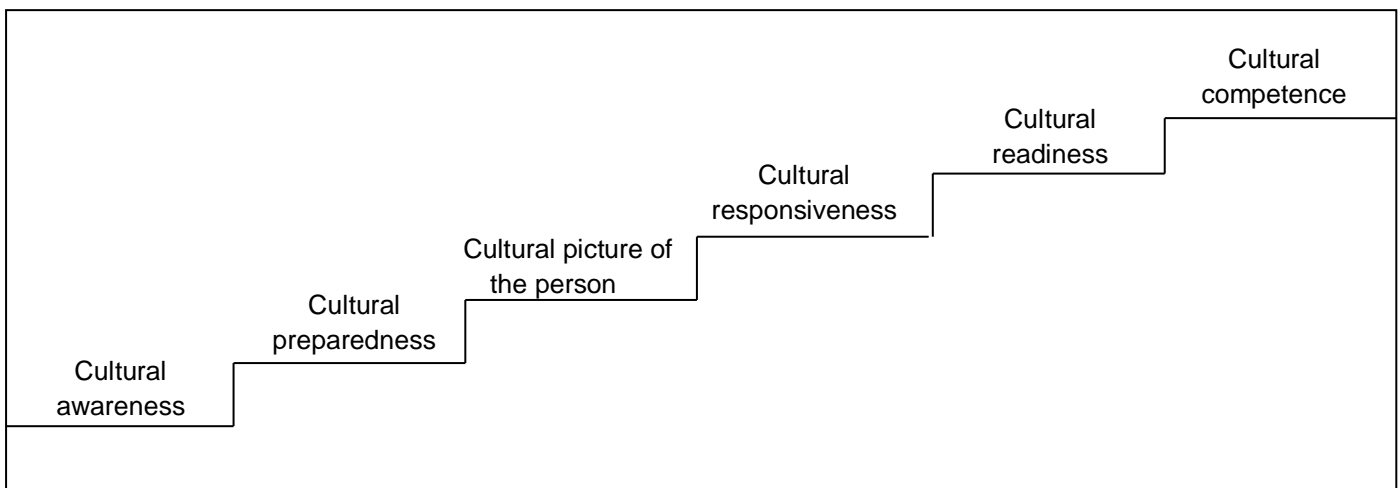 Cultural
awareness
Cultural
preparedness
Cultural picture of
the person
Cultural
responsiveness
Cultural
readiness
Cultural
competence